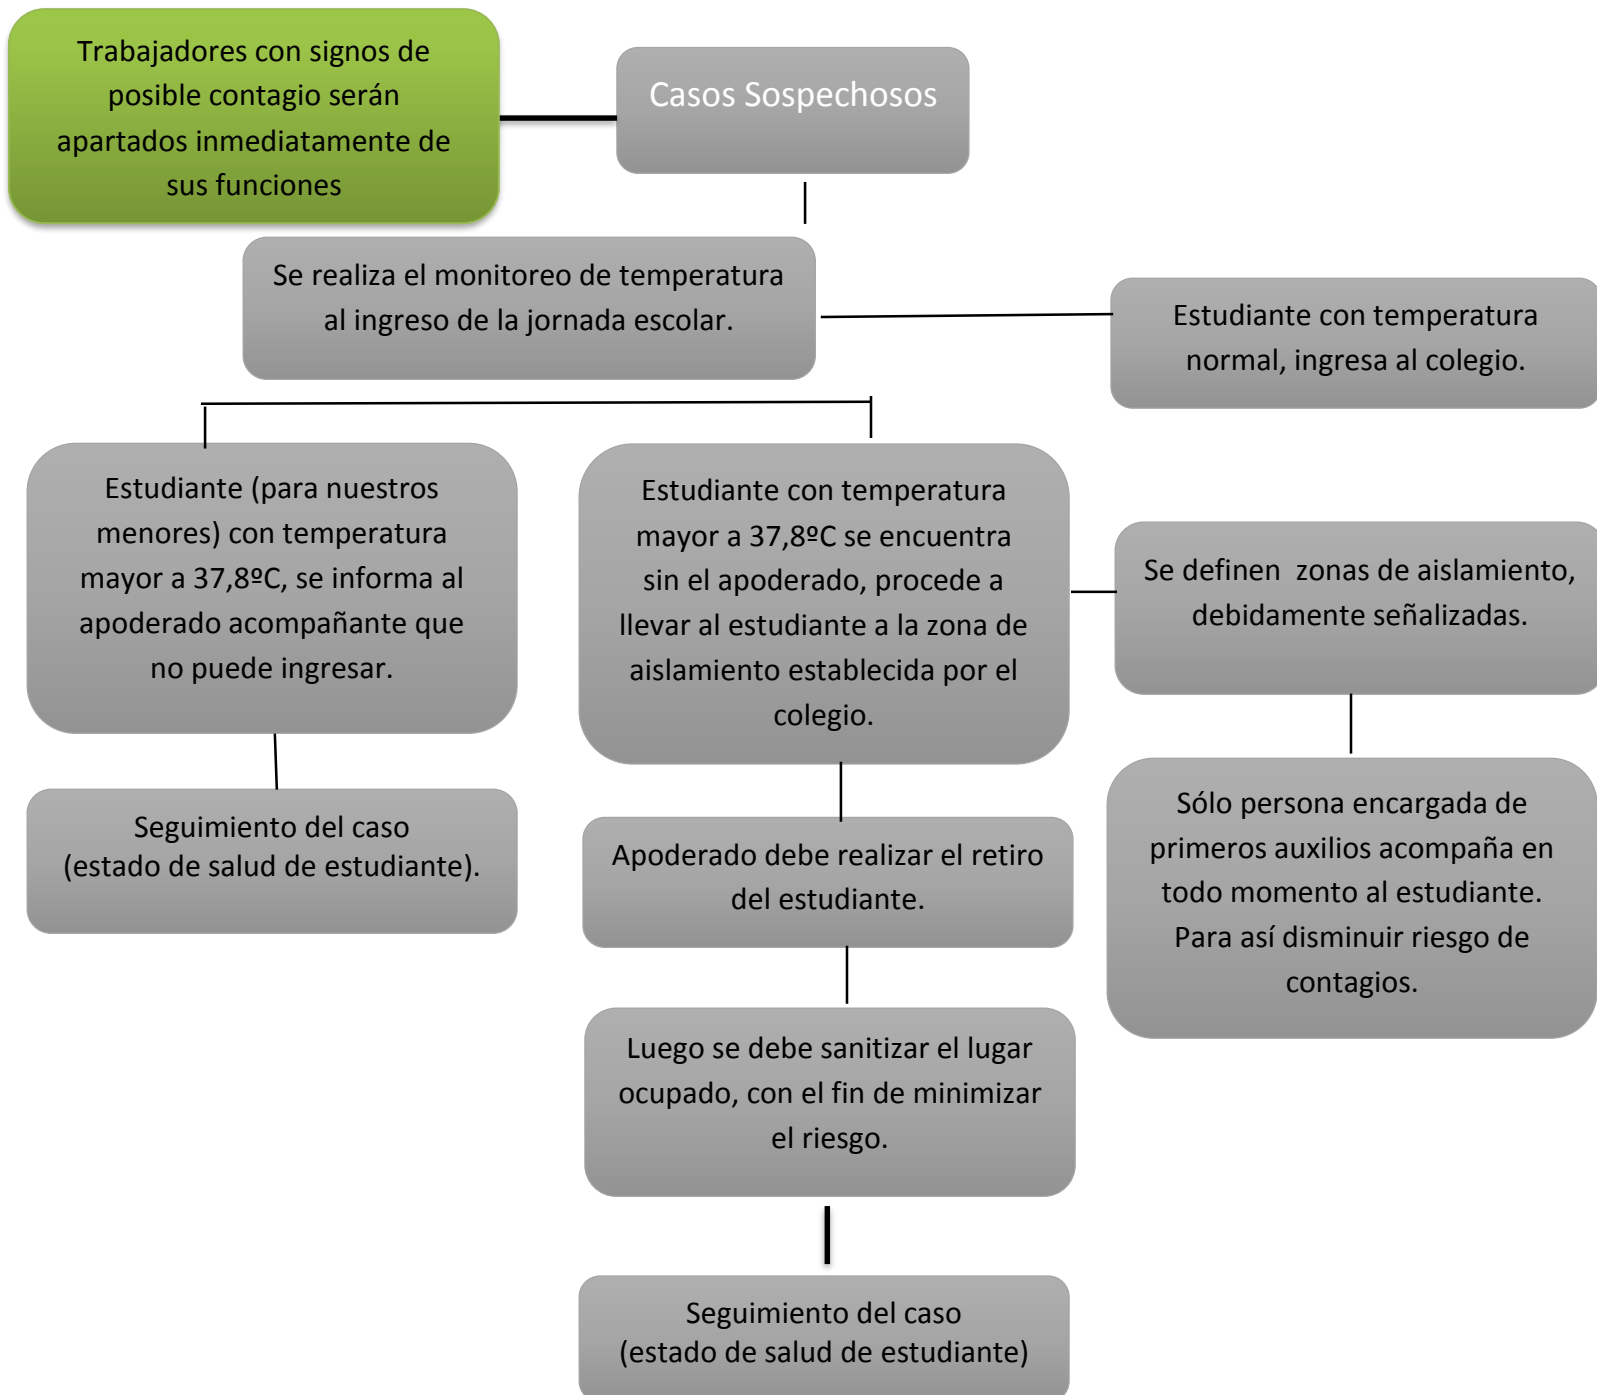 Trabajadores con signos de
posible contagio serán
apartados inmediatamente de
sus funciones
Casos Sospechosos
Se realiza el monitoreo de temperatura
al ingreso de la jornada escolar.
Estudiante con temperatura
normal, ingresa al colegio.
Estudiante (para nuestros
menores) con temperatura
mayor a 37,8ºC, se informa al
apoderado acompañante que
no puede ingresar.
Estudiante con temperatura
mayor a 37,8ºC se encuentra
sin el apoderado, procede a
llevar al estudiante a la zona de
aislamiento establecida por el
colegio.
Se definen  zonas de aislamiento,
debidamente señalizadas.
Seguimiento del caso
(estado de salud de estudiante).
Apoderado debe realizar el retiro
del estudiante.
Sólo persona encargada de
primeros auxilios acompaña en
todo momento al estudiante.
Para así disminuir riesgo de
contagios.
Luego se debe sanitizar el lugar
ocupado, con el fin de minimizar
el riesgo.
Seguimiento del caso
(estado de salud de estudiante)